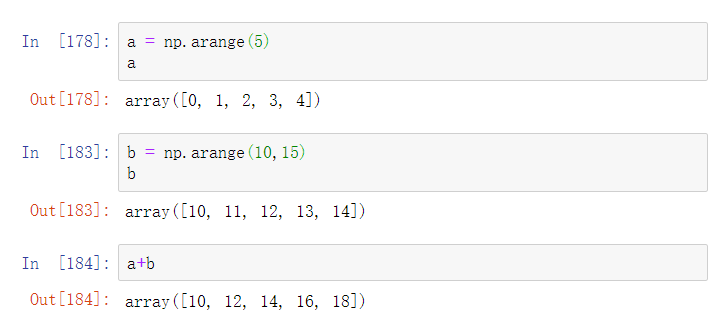 In [178]: a = np.arange(5)
a
Out[178]: array([0, 1, 2, 3, 4])
In [183]: b = np.arange(10,15)
b
Out[183]: array([10, 11, 12, 13, 14])
In [184]: a+b
Out[184]: array([10, 12, 14, 16, 18])